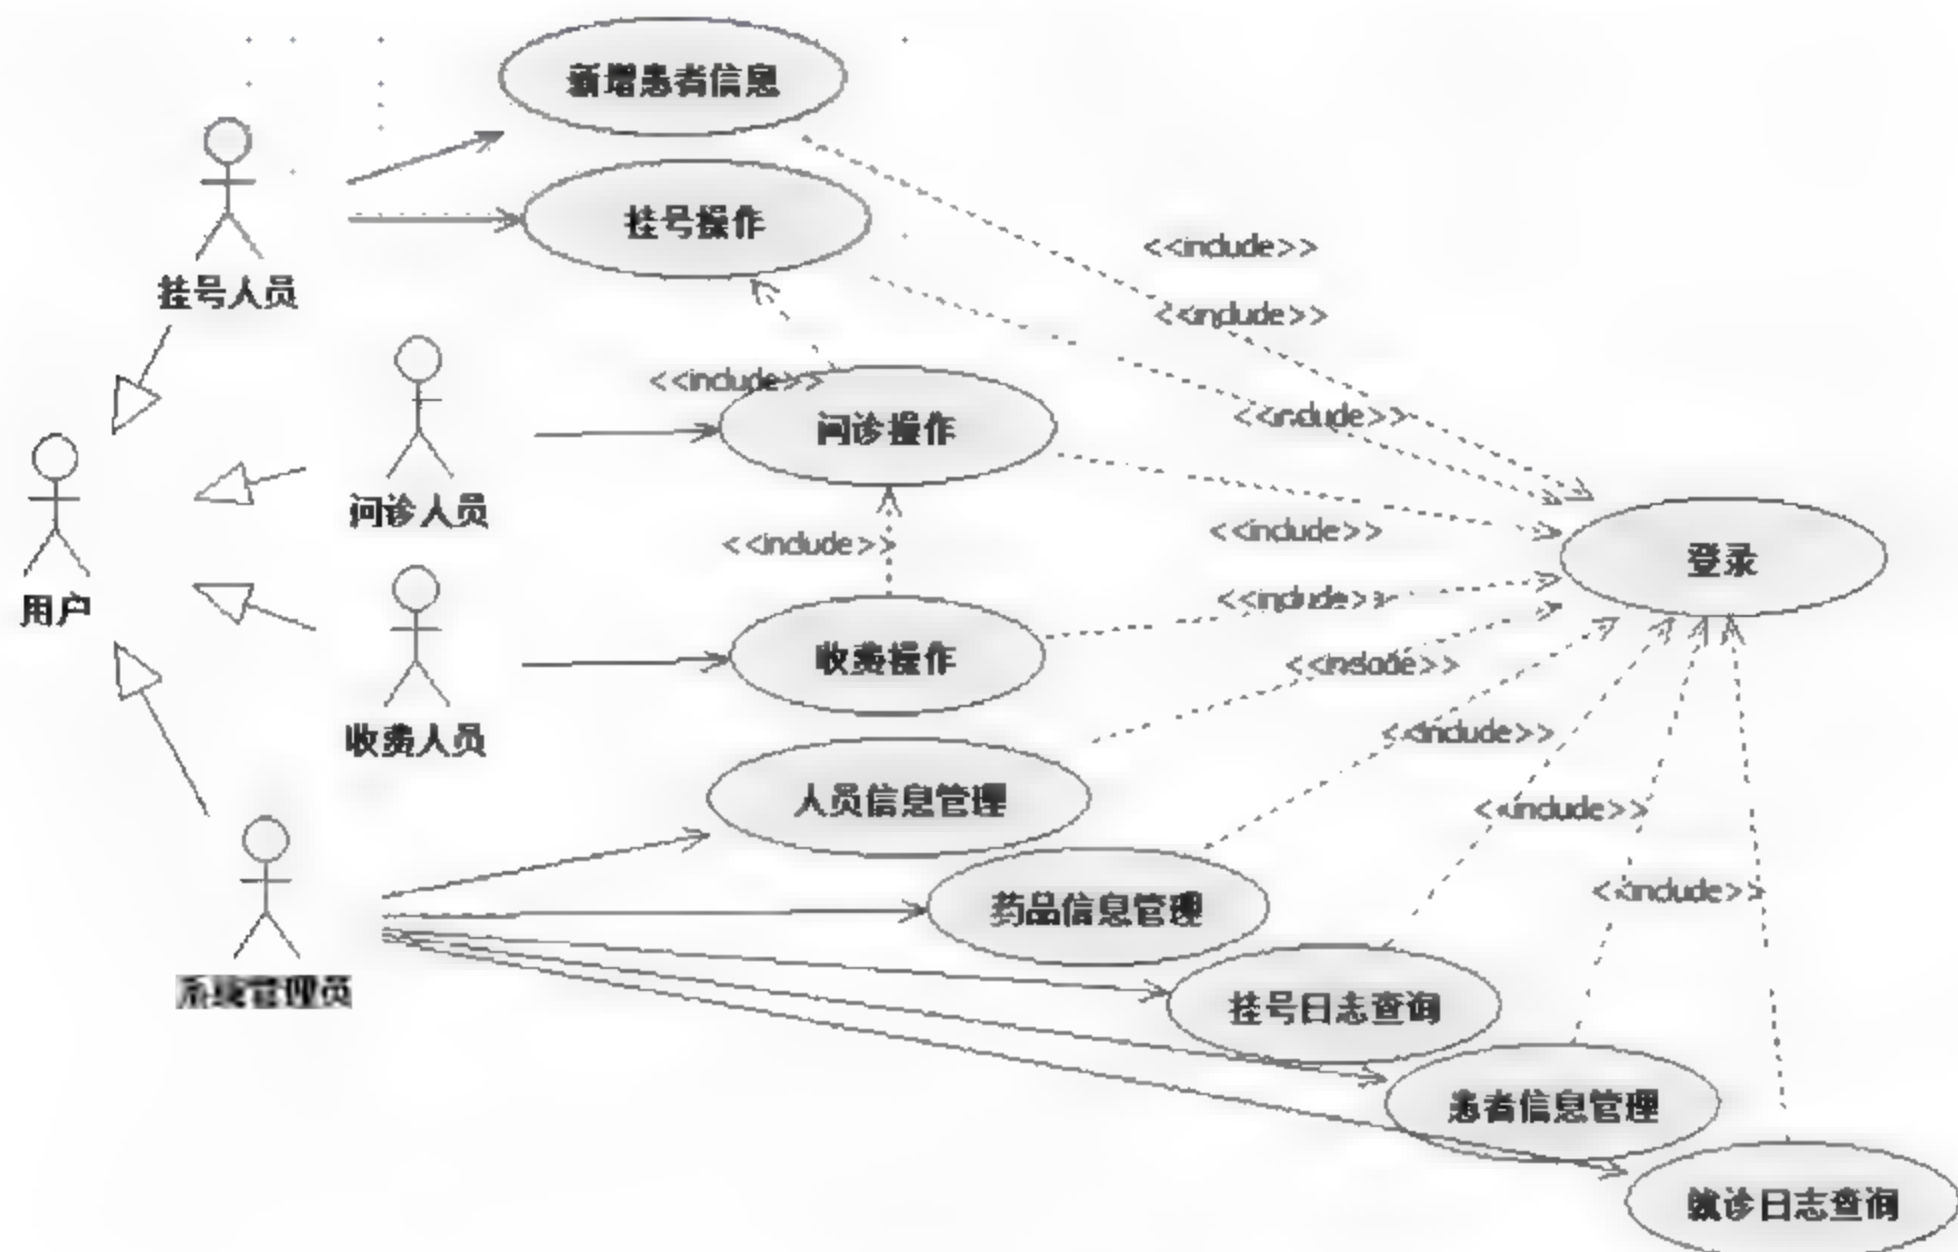 新增患者信息
挂号操作
<<include>>
挂号人员
<<include>>
<<include>>
<<include>>
问诊操作
问诊人员
<<include>>
<<include>>
登录
用户
<<include>>
收费操作
<<include>>
收费人员
<<include>>
人员信息管理
<<include>>
<<include>>
药品信息管理
系统管理员
挂号日志查询
患者信息管理
就诊日志查询